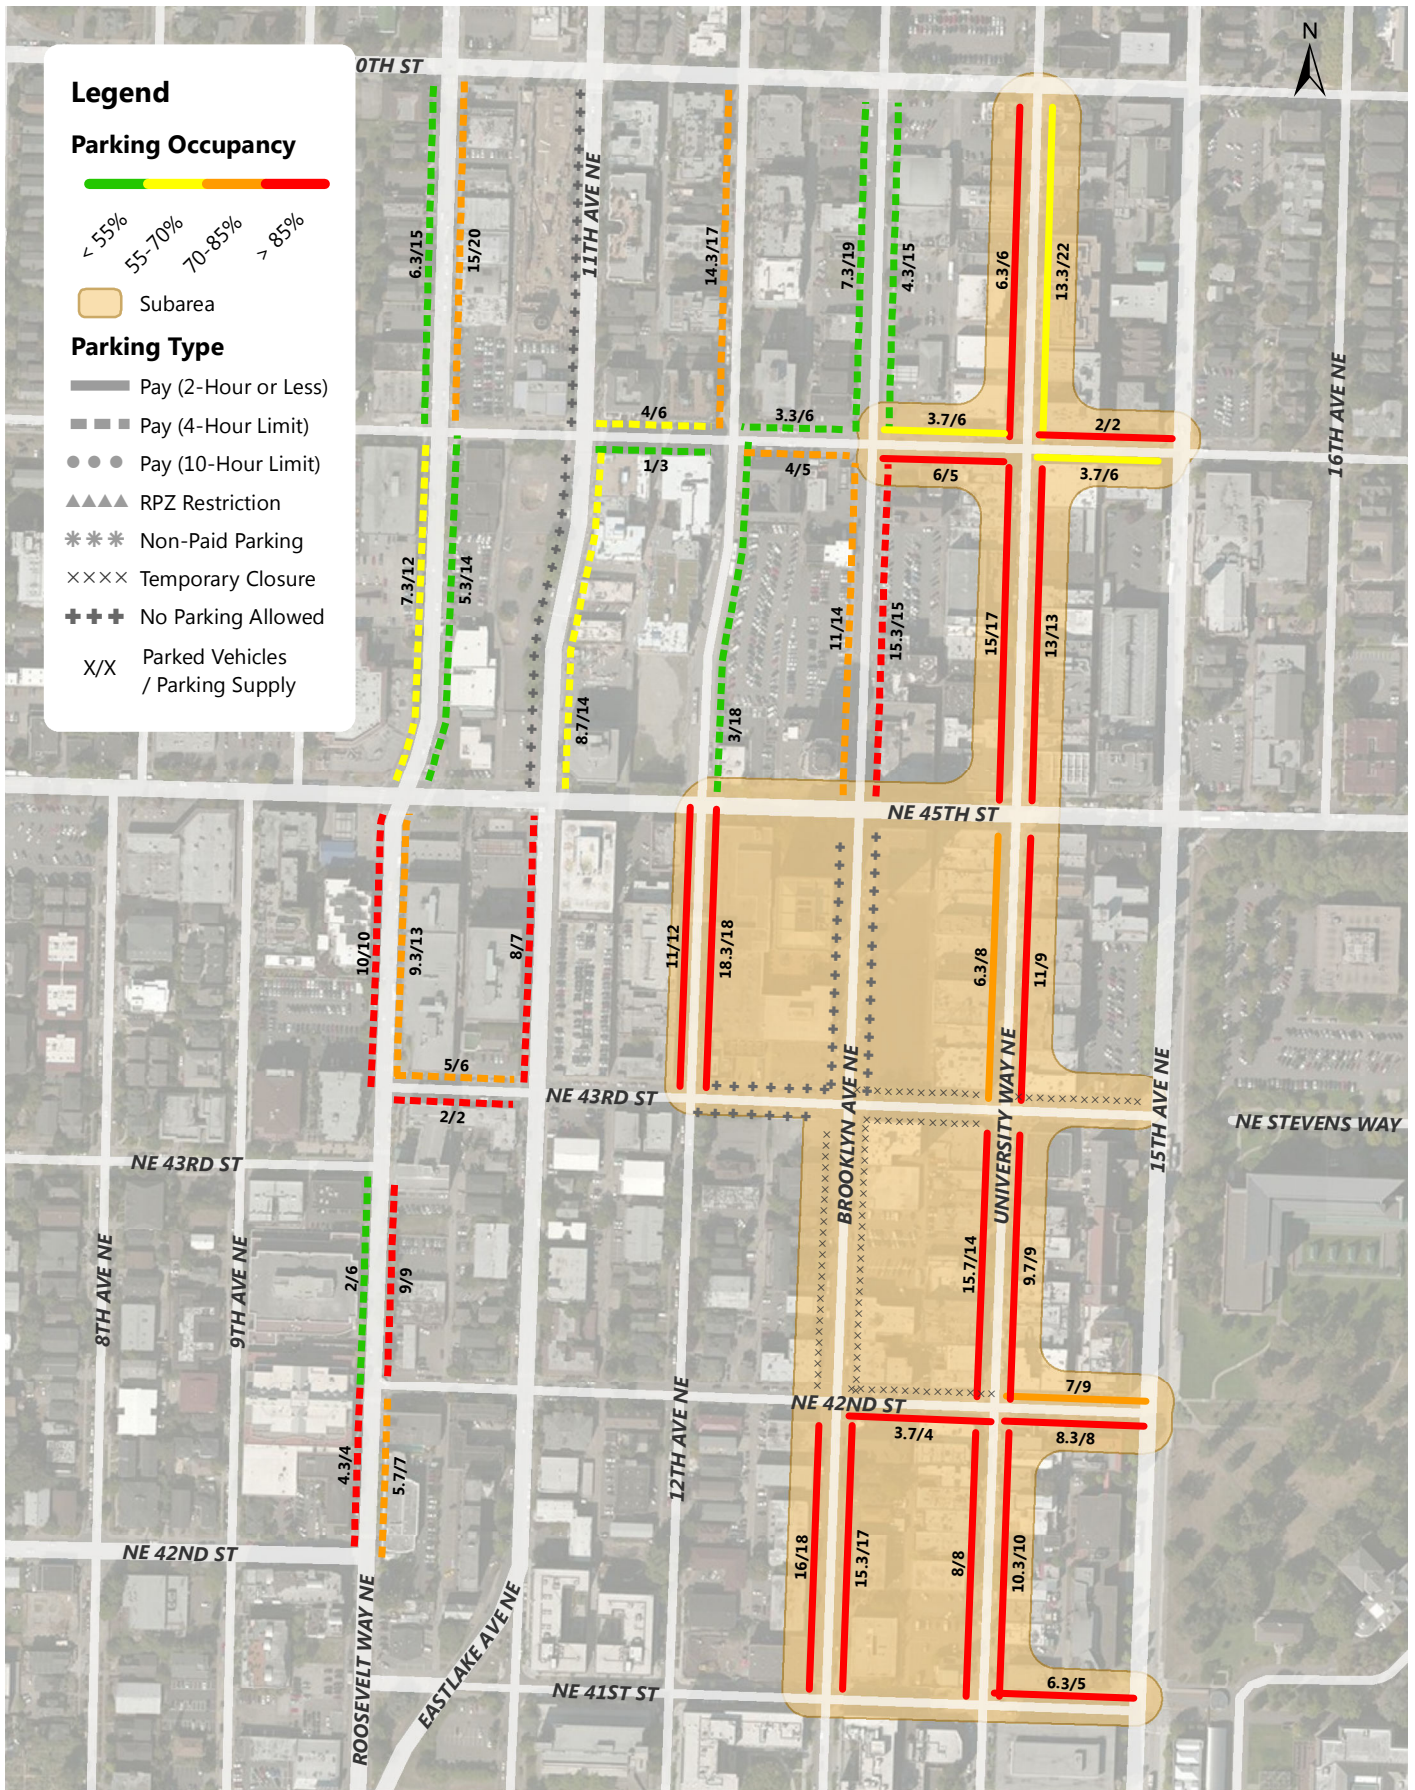 Legend
Parking Occupancy
< 55%
55-70%
70-85%
> 85%
Subarea
Parking Type
Pay (2-Hour or Less)
Pay (4-Hour Limit)
Pay (10-Hour Limit)
RPZ Restriction
Non-Paid Parking
Temporary Closure
No Parking Allowed
X/X
Parked Vehicles
/ Parking Supply
N
0TH ST
11TH AVE NE
16TH AVE NE
6.3/15
15/20
14.3/17
7.3/19
4.3/15
6.3/6
13.3/22
4/6
3.3/6
3.7/6
2/2
1/3
4/5
6/5
3.7/6
7.3/12
5.3/14
8.7/14
3/18
11/14
15.3/15
15/17
13/13
NE 45TH ST
10/10
9.3/13
8/7
11/12
18.3/18
6.3/8
11/9
5/6
2/2
NE 43RD ST
NE 43RD ST
BROOKLYN AVE NE
UNIVERSITY WAY NE
15TH AVE NE
NE STEVENS WAY
8TH AVE NE
9TH AVE NE
2/6
9/9
15.7/14
9.7/9
7/9
NE 42ND ST
3.7/4
8.3/8
12TH AVE NE
4.3/4
5.7/7
16/18
15.3/17
8/8
10.3/10
NE 42ND ST
ROOSEVELT WAY NE
EASTLAKE AVE NE
NE 41ST ST
6.3/5